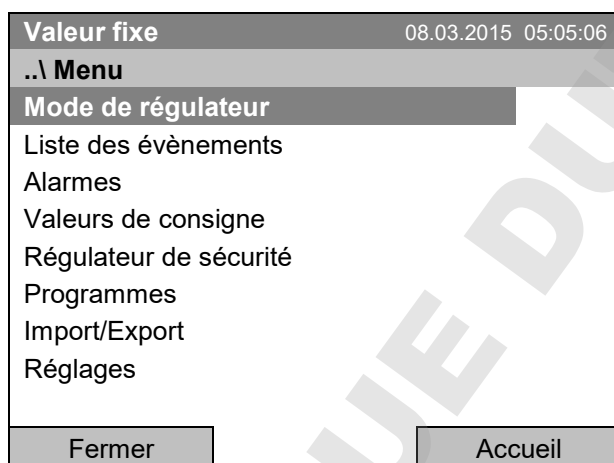 Valeur fixe 08.03.2015 05:05:06
..\ Menu
Mode de régulateur
Liste des évènements
Alarmes
Valeurs de consigne
Régulateur de sécurité
Programmes
Import/Export
Réglages
Fermer Accueil